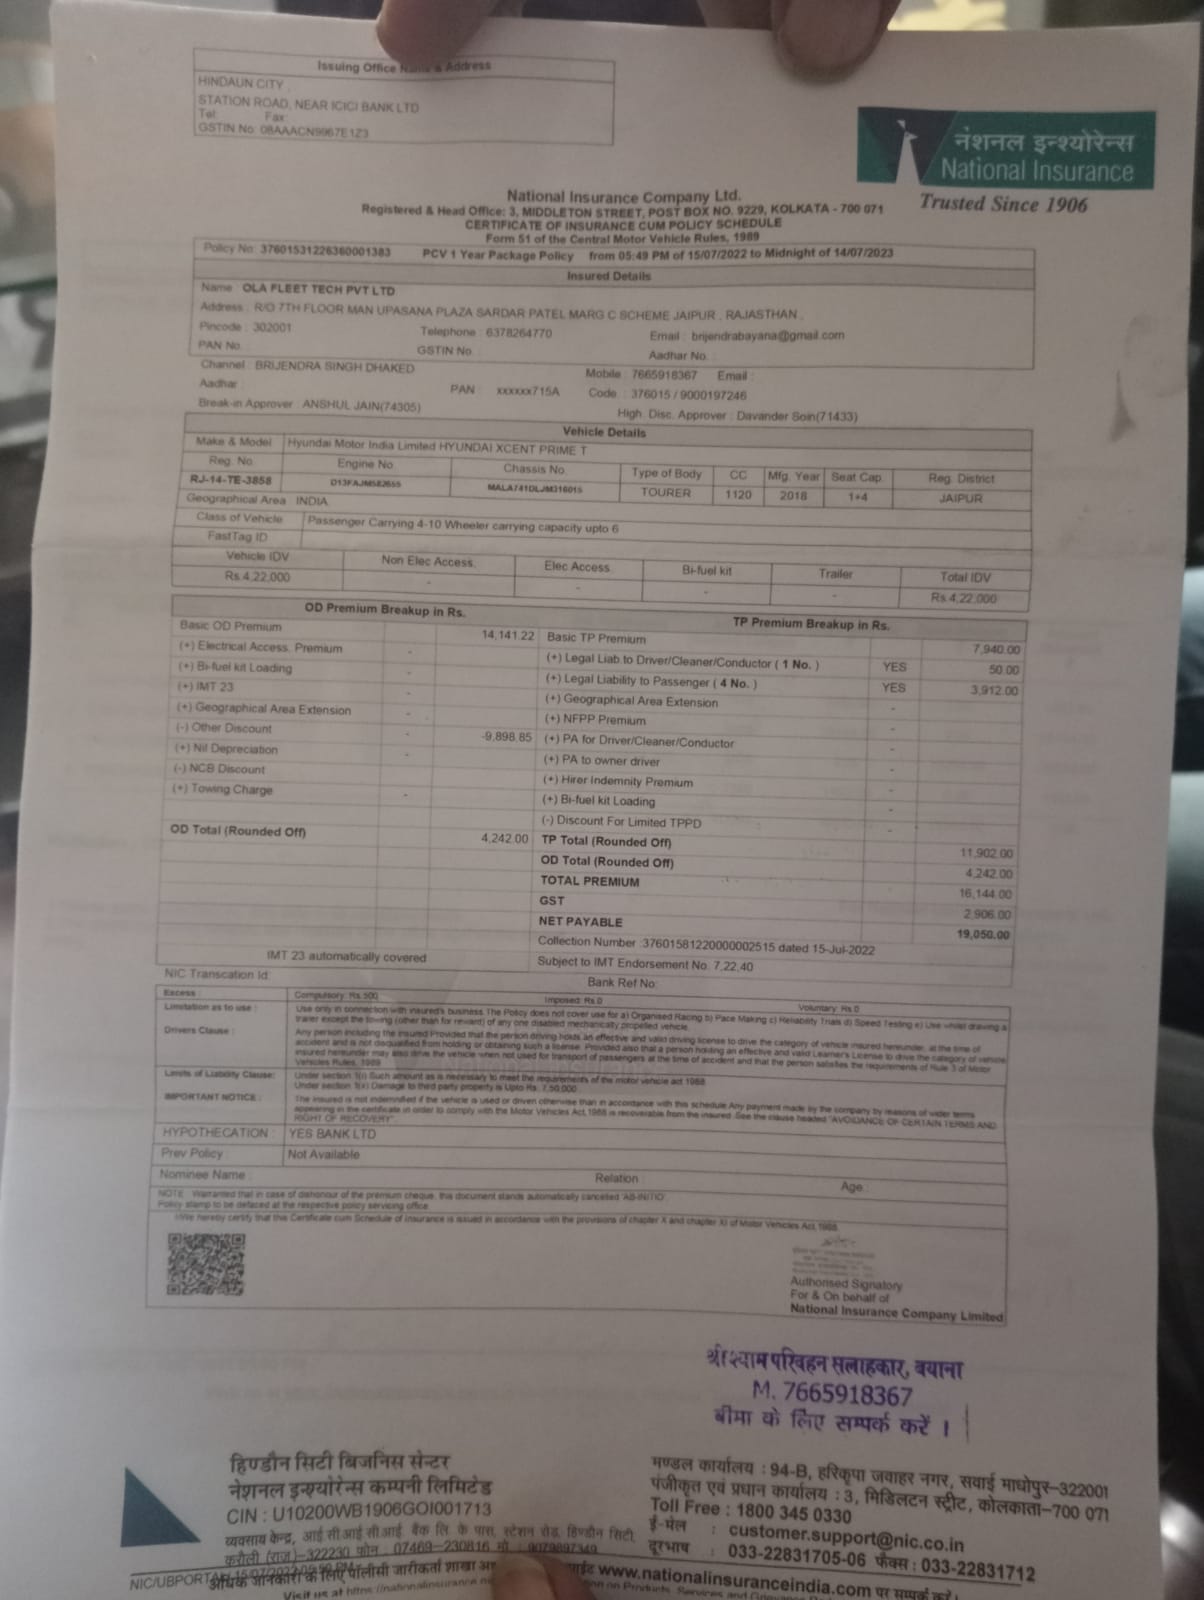 Issuing Office Name & Address
HINDAUN CITY
STATION ROAD, NEAR ICICI BANK LTD
Tel: Fax:
GSTIN No: 08AAACN9967E1Z3
नेशनल इन्श्योरेन्स
National Insurance
Trusted Since 1906
National Insurance Company Ltd.
Registered & Head Office: 3, MIDDLETON STREET, POST BOX NO. 9229, KOLKATA - 700 071
CERTIFICATE OF INSURANCE CUM POLICY SCHEDULE
Form 51 of the Central Motor Vehicle Rules, 1989
Policy No: 37601531226360001383 PCV 1 Year Package Policy from 05:49 PM of 15/07/2022 to Midnight of 14/07/2023
Insured Details
Name : OLA FLEET TECH PVT LTD
Address : R/O 7TH FLOOR MAN UPASANA PLAZA SARDAR PATEL MARG C SCHEME JAIPUR , RAJASTHAN .
Pincode : 302001 Telephone : 6378264770 Email : brijendrabayana@gmail.com
PAN No. GSTIN No. Aadhar No. :
Channel : BRIJENDRA SINGH DHAKED Mobile : 7665918367 Email :
Aadhar : PAN : xxxxxx715A Code : 376015 / 9000197246
Break-in Approver : ANSHUL JAIN(74305) High. Disc. Approver : Davander Soin(71433)
Vehicle Details
Make & Model Hyundai Motor India Limited HYUNDAI XCENT PRIME T
Reg. No. Engine No Chassis No. Type of Body CC Mfg. Year Seat Cap. Reg. District
RJ-14-TE-3858 D13FAJM582655 MALA741DLJM316015 TOURER 1120 2018 1+4 JAIPUR
Geographical Area INDIA
Class of Vehicle Passenger Carrying 4-10 Wheeler carrying capacity upto 6
FastTag ID
Vehicle IDV Non Elec Access. Elec Access. Bi-fuel kit Trailer Total IDV
Rs.4,22,000 - - - - Rs.4,22,000
OD Premium Breakup in Rs. TP Premium Breakup in Rs.
Basic OD Premium 14,141.22 Basic TP Premium 7,940.00
(+) Electrical Access. Premium - (+) Legal Liab to Driver/Cleaner/Conductor ( 1 No. ) YES 50.00
(+) Bi-fuel kit Loading - (+) Legal Liability to Passenger ( 4 No. ) YES 3,912.00
(+) IMT 23 - (+) Geographical Area Extension -
(+) Geographical Area Extension - (+) NFPP Premium -
(-) Other Discount -9,898.85 (+) PA for Driver/Cleaner/Conductor -
(+) Nil Depreciation - (+) PA to owner driver -
(-) NCB Discount (+) Hirer Indemnity Premium -
(+) Towing Charge - (+) Bi-fuel kit Loading -
(-) Discount For Limited TPPD -
OD Total (Rounded Off) 4,242.00 TP Total (Rounded Off) 11,902.00
OD Total (Rounded Off) 4,242.00
TOTAL PREMIUM 16,144.00
GST 2,906.00
NET PAYABLE 19,050.00
Collection Number :37601581220000002515 dated 15-Jul-2022
IMT 23 automatically covered Subject to IMT Endorsement No. 7,22,40
NIC Transcation Id: Bank Ref No:
Excess : Compulsory: Rs.500 Imposed: Rs.0 Voluntary: Rs.0
Limitation as to use : Use only in connection with insured's business.The Policy does not cover use for a) Organised Racing b) Pace Making c) Reliability Trials d) Speed Testing e) Use whilst drawing a
trailer except the towing (other than for reward) of any one disabled mechanically propelled vehicle.
Drivers Clause : Any person including the insured:Provided that the person driving holds an effective and valid driving license to drive the category of vehicle insured hereunder, at the time of
accident and is not disqualified from holding or obtaining such a license. Provided also that a person holding an effective and valid Learner's License to drive the category of vehicle
insured hereunder may also drive the vehicle when not used for transport of passengers at the time of accident and that the person satisfies the requirements of Rule 3 of Motor
Vehicles Rules, 1989
Limits of Liability Clause: Under section 1(i) Such amount as is necessary to meet the requirements of the motor vehicle act 1988
Under section 1(ii) Damage to third party property is Upto Rs. 7,50,000
IMPORTANT NOTICE : The insured is not indemnified if the vehicle is used or driven otherwise than in accordance with this schedule.Any payment made by the company by reasons of wider terms
appearing in the certificate in order to comply with the Motor Vehicles Act,1988 is recoverable from the insured. See the clause headed "AVOIDANCE OF CERTAIN TERMS AND
RIGHT OF RECOVERY".
HYPOTHECATION : YES BANK LTD
Prev Policy : Not Available
Nominee Name : Relation : Age :
NOTE : Warranted that in case of dishonour of the premium cheque, this document stands automatically cancelled 'AB-INITIO'.
Policy stamp to be defaced at the respective policy servicing office
I/We hereby certify that this Certificate cum Schedule of Insurance is issued in accordance with the provisions of chapter X and chapter XI of Motor Vehicles Act,1988.
Authorised Signatory
For & On behalf of
National Insurance Company Limited
श्री श्याम परिवहन सलाहकार, बयाना
M. 7665918367
बीमा के लिए सम्पर्क करें ।
हिण्डौन सिटी बिजनिस सेन्टर
नेशनल इन्श्योरेन्स कम्पनी लिमिटेड
CIN : U10200WB1906GOI001713
व्यवसाय केन्द्र, आई सी आई सी आई. बैंक लि. के पास, स्टेशन रोड, हिण्डौन सिटी
करौली (राज)–322230 फोन : 07469–230816 मो. : 9079897349
मण्डल कार्यालय : 94-B, हरिकृपा जवाहर नगर, सवाई माधोपुर–322001
पंजीकृत एवं प्रधान कार्यालय : 3, मिडिलटन स्ट्रीट, कोलकाता–700 071
Toll Free : 1800 345 0330
ई-मेल : customer.support@nic.co.in
दूरभाष : 033-22831705-06 फैक्स : 033-22831712
अधिक जानकारी के लिए पॉलीसी जारीकर्ता शाखा www.nationalinsuranceindia.com पर सम्पर्क करें
NIC/UBPORTAL
Visit us at https://nationalinsurance on Products, Services and